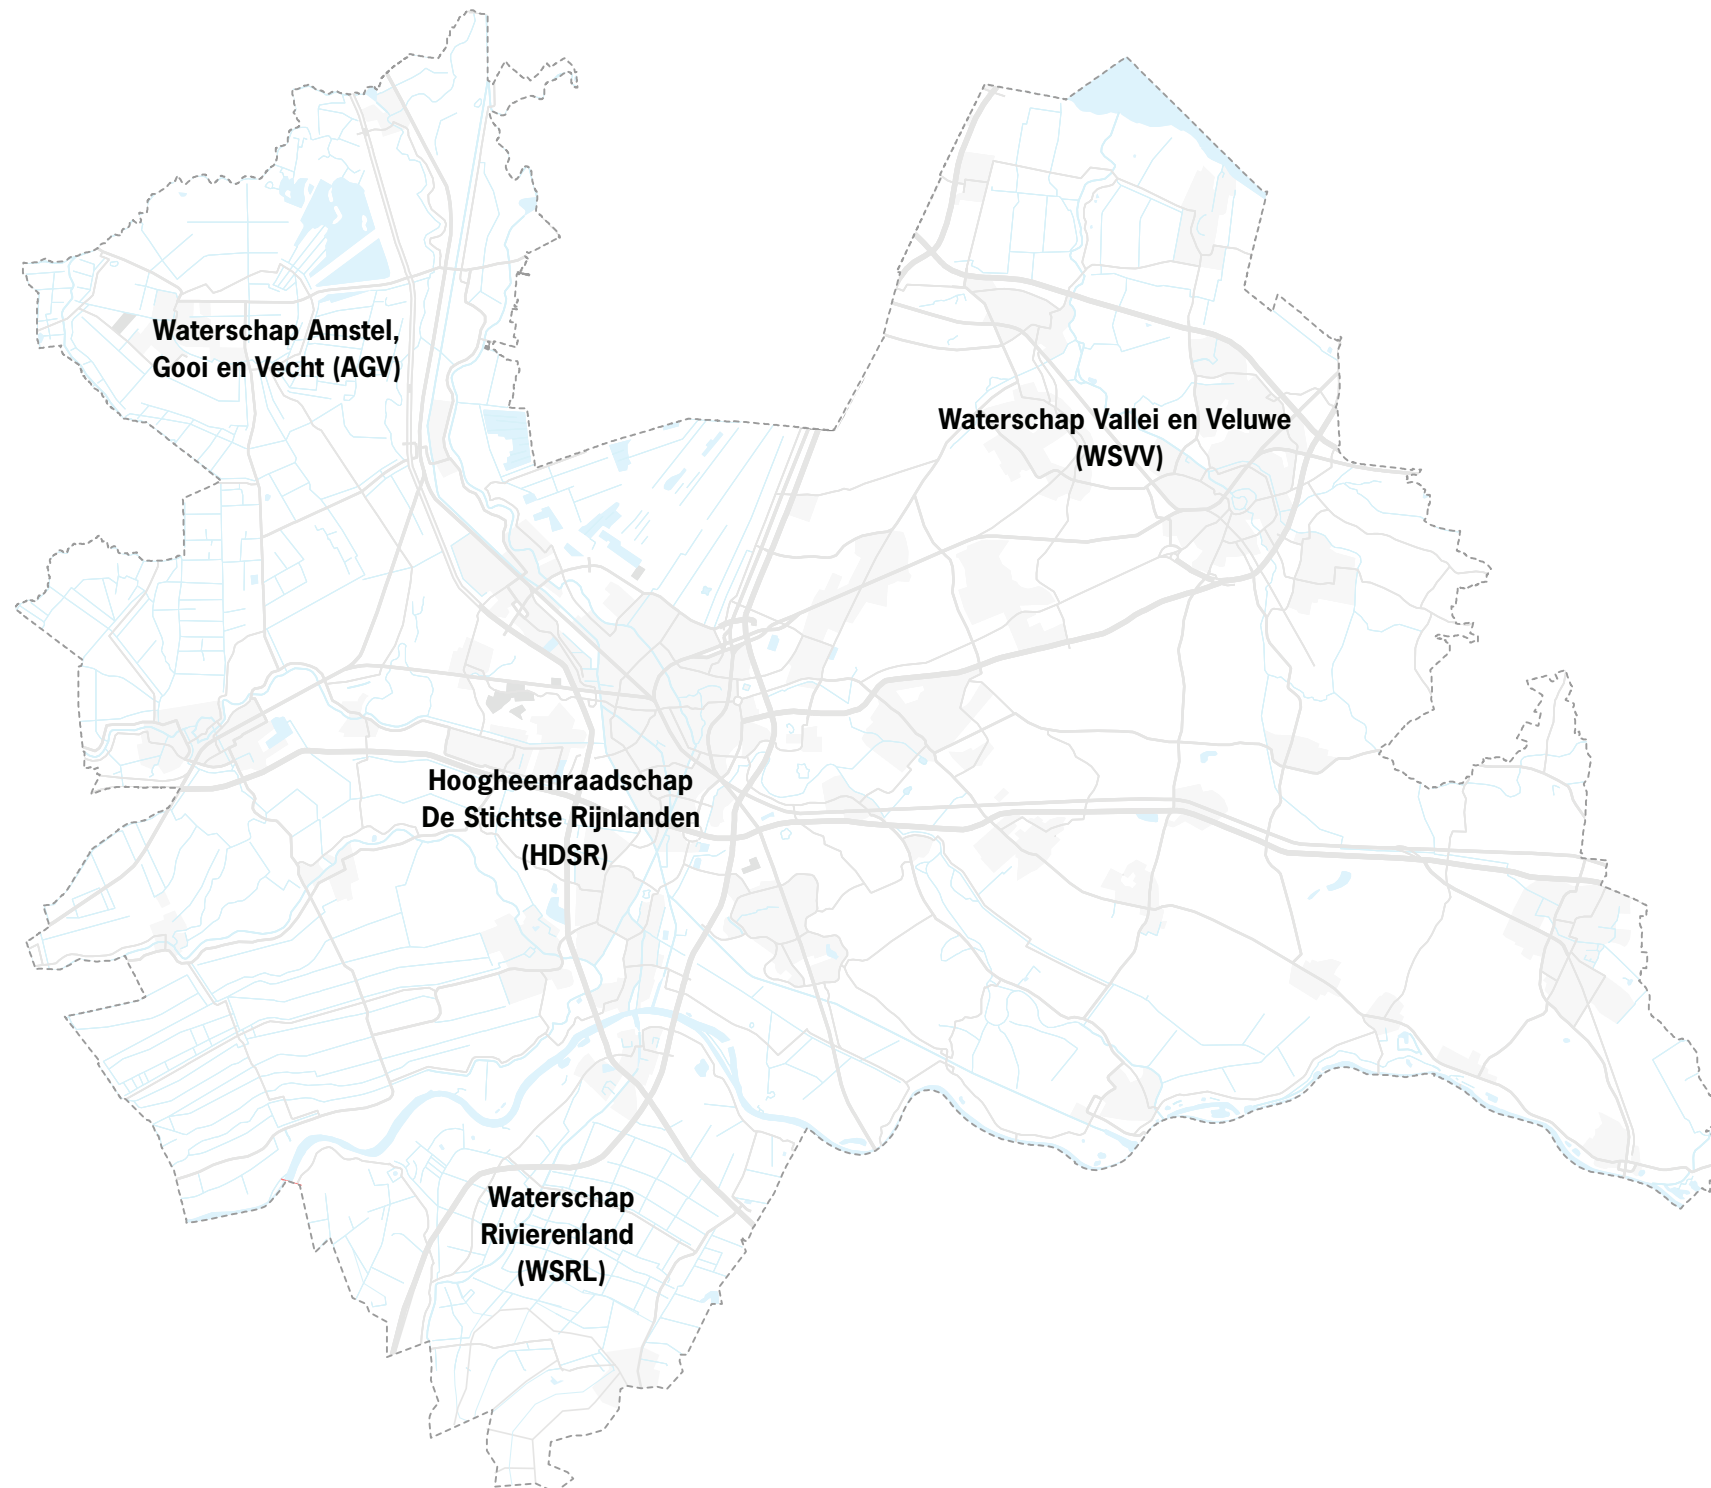 Waterschap Amstel,
Gooi en Vecht (AGV)
Waterschap Vallei en Veluwe
(WSVV)
Hoogheemraadschap
De Stichtse Rijnlanden
(HDSR)
Waterschap
Rivierenland
(WSRL)